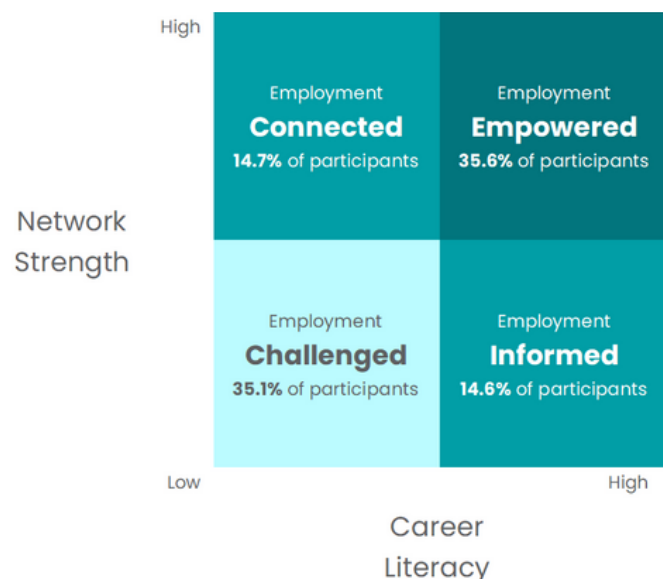 High
Employment
Connected
14.7% of participants
Employment
Empowered
35.6% of participants
Network
Strength
Employment
Challenged
35.1% of participants
Employment
Informed
14.6% of participants
Low
High
Career
Literacy